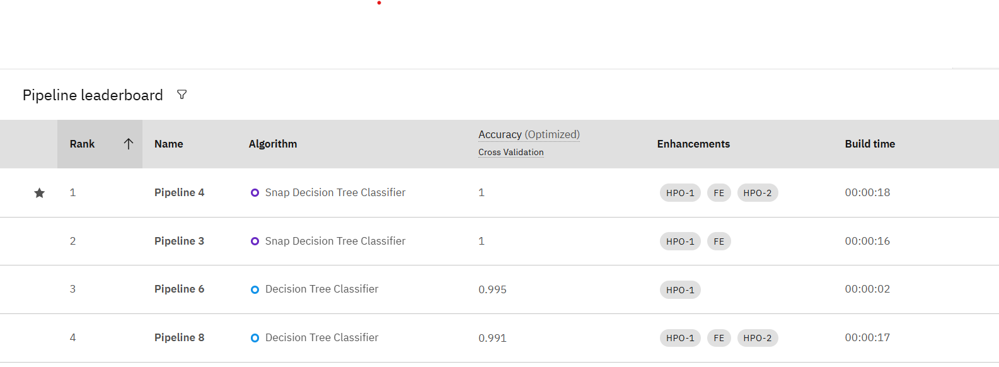 Pipeline leaderboard
Rank Name Algorithm Accuracy (Optimized) Enhancements Build time
Cross Validation
1 Pipeline 4 Snap Decision Tree Classifier 1 HPO-1 FE HPO-2 00:00:18
2 Pipeline 3 Snap Decision Tree Classifier 1 HPO-1 FE 00:00:16
3 Pipeline 6 Decision Tree Classifier 0.995 HPO-1 00:00:02
4 Pipeline 8 Decision Tree Classifier 0.991 HPO-1 FE HPO-2 00:00:17